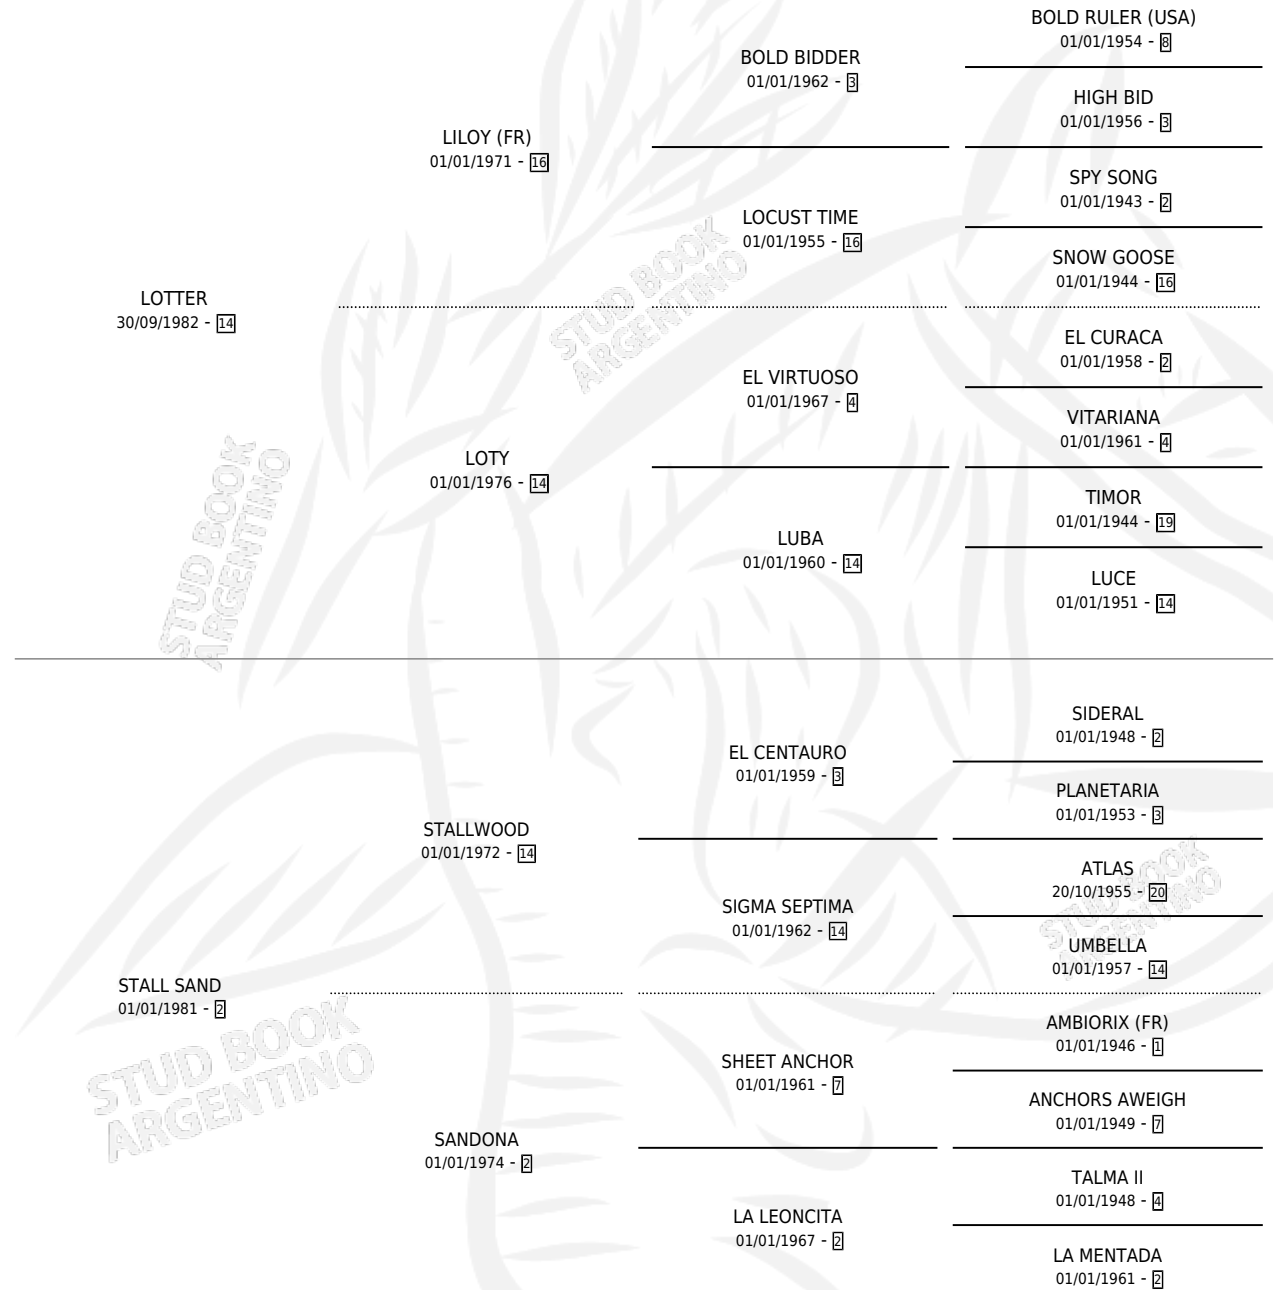 BOLD RULER (USA)
01/01/1954 - 8
BOLD BIDDER
01/01/1962 - 3
HIGH BID
01/01/1956 - 3
LILOY (FR)
01/01/1971 - 16
SPY SONG
01/01/1943 - 2
LOCUST TIME
01/01/1955 - 16
SNOW GOOSE
01/01/1944 - 16
LOTTER
30/09/1982 - 14
EL CURACA
01/01/1958 - 2
EL VIRTUOSO
01/01/1967 - 4
VITARIANA
01/01/1961 - 4
LOTY
01/01/1976 - 14
TIMOR
01/01/1944 - 19
LUBA
01/01/1960 - 14
LUCE
01/01/1951 - 14
STUD BOOK
ARGENTINO
STUD BOOK
ARGENTINO
SIDERAL
01/01/1948 - 2
EL CENTAURO
01/01/1959 - 3
PLANETARIA
01/01/1953 - 3
STALLWOOD
01/01/1972 - 14
ATLAS
20/10/1955 - 20
SIGMA SEPTIMA
01/01/1962 - 14
UMBELLA
01/01/1957 - 14
STALL SAND
01/01/1981 - 2
AMBIORIX (FR)
01/01/1946 - 1
SHEET ANCHOR
01/01/1961 - 7
ANCHORS AWEIGH
01/01/1949 - 7
SANDONA
01/01/1974 - 2
TALMA II
01/01/1948 - 4
LA LEONCITA
01/01/1967 - 2
LA MENTADA
01/01/1961 - 2
STUD BOOK
ARGENTINO
STUD BOOK
ARGENTINO